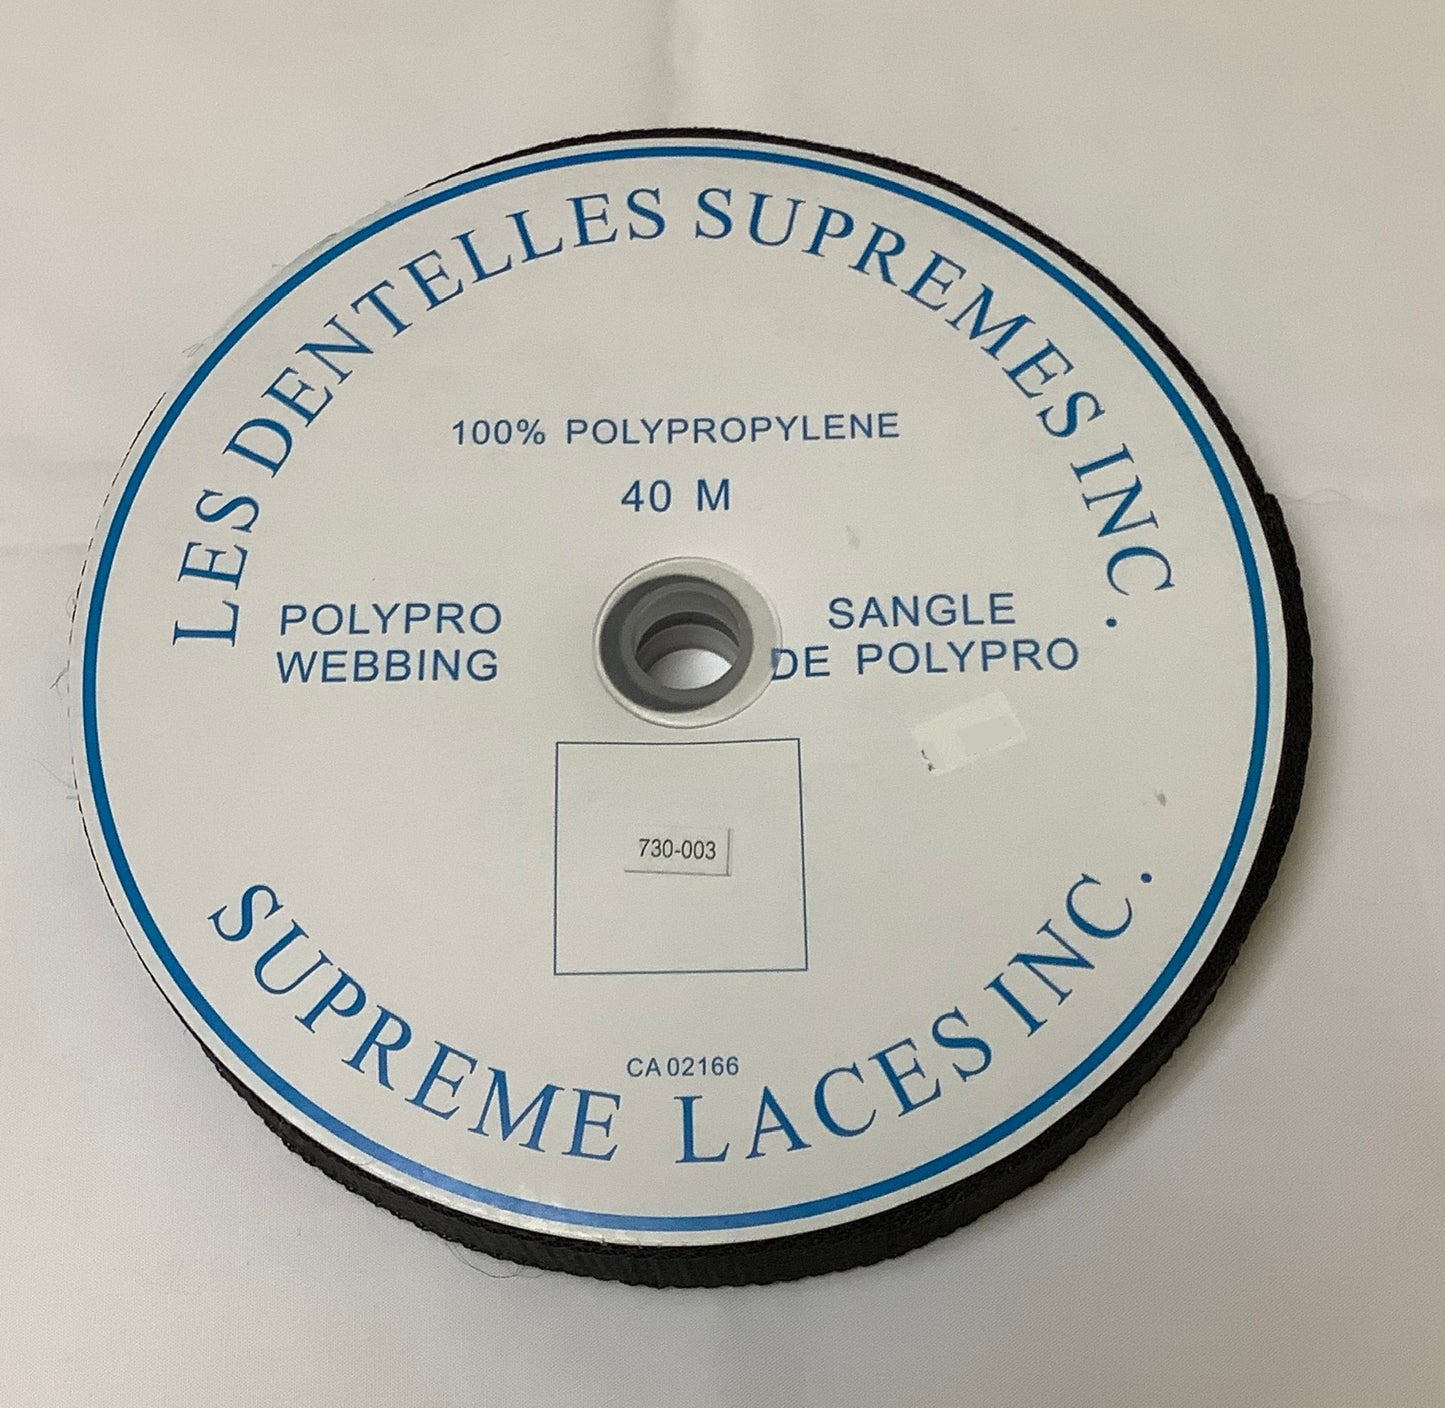 LES DENTELLES SUPREMES INC.
100% POLYPROPYLENE
40 M
POLYPRO
WEBBING
SANGLE
DE POLYPRO
730-003
CA 02166
SUPREME LACES INC.